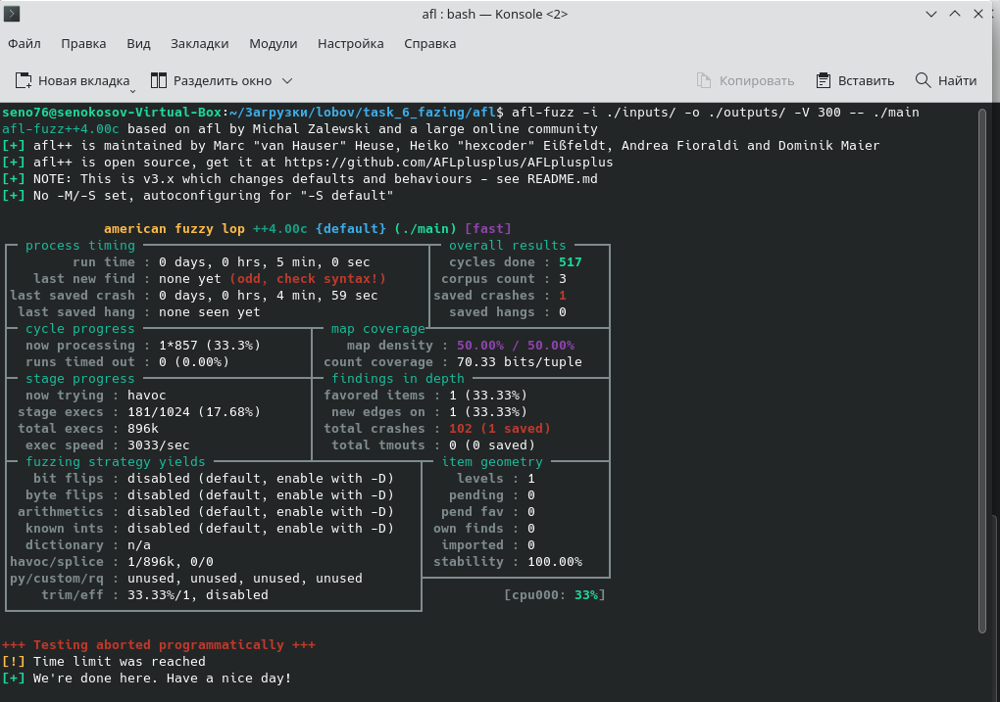 afl : bash — Konsole <2>
Файл Правка Вид Закладки Модули Настройка Справка
Новая вкладка Разделить окно Копировать Вставить Найти
seno76@senokosov-Virtual-Box:~/Загрузки/lobov/task_6_fazing/afl$ afl-fuzz -i ./inputs/ -o ./outputs/ -V 300 -- ./main
afl-fuzz++4.00c based on afl by Michal Zalewski and a large online community
[+] afl++ is maintained by Marc "van Hauser" Heuse, Heiko "hexcoder" Eißfeldt, Andrea Fioraldi and Dominik Maier
[+] afl++ is open source, get it at https://github.com/AFLplusplus/AFLplusplus
[+] NOTE: This is v3.x which changes defaults and behaviours - see README.md
[+] No -M/-S set, autoconfiguring for "-S default"
american fuzzy lop ++4.00c {default} (./main) [fast]
process timing overall results
run time : 0 days, 0 hrs, 5 min, 0 sec cycles done : 517
last new find : none yet (odd, check syntax!) corpus count : 3
last saved crash : 0 days, 0 hrs, 4 min, 59 sec saved crashes : 1
last saved hang : none seen yet saved hangs : 0
cycle progress map coverage
now processing : 1*857 (33.3%) map density : 50.00% / 50.00%
runs timed out : 0 (0.00%) count coverage : 70.33 bits/tuple
stage progress findings in depth
now trying : havoc favored items : 1 (33.33%)
stage execs : 181/1024 (17.68%) new edges on : 1 (33.33%)
total execs : 896k total crashes : 102 (1 saved)
exec speed : 3033/sec total tmouts : 0 (0 saved)
fuzzing strategy yields item geometry
bit flips : disabled (default, enable with -D) levels : 1
byte flips : disabled (default, enable with -D) pending : 0
arithmetics : disabled (default, enable with -D) pend fav : 0
known ints : disabled (default, enable with -D) own finds : 0
dictionary : n/a imported : 0
havoc/splice : 1/896k, 0/0 stability : 100.00%
py/custom/rq : unused, unused, unused, unused
trim/eff : 33.33%/1, disabled [cpu000: 33%]
+++ Testing aborted programmatically +++
[!] Time limit was reached
[+] We're done here. Have a nice day!